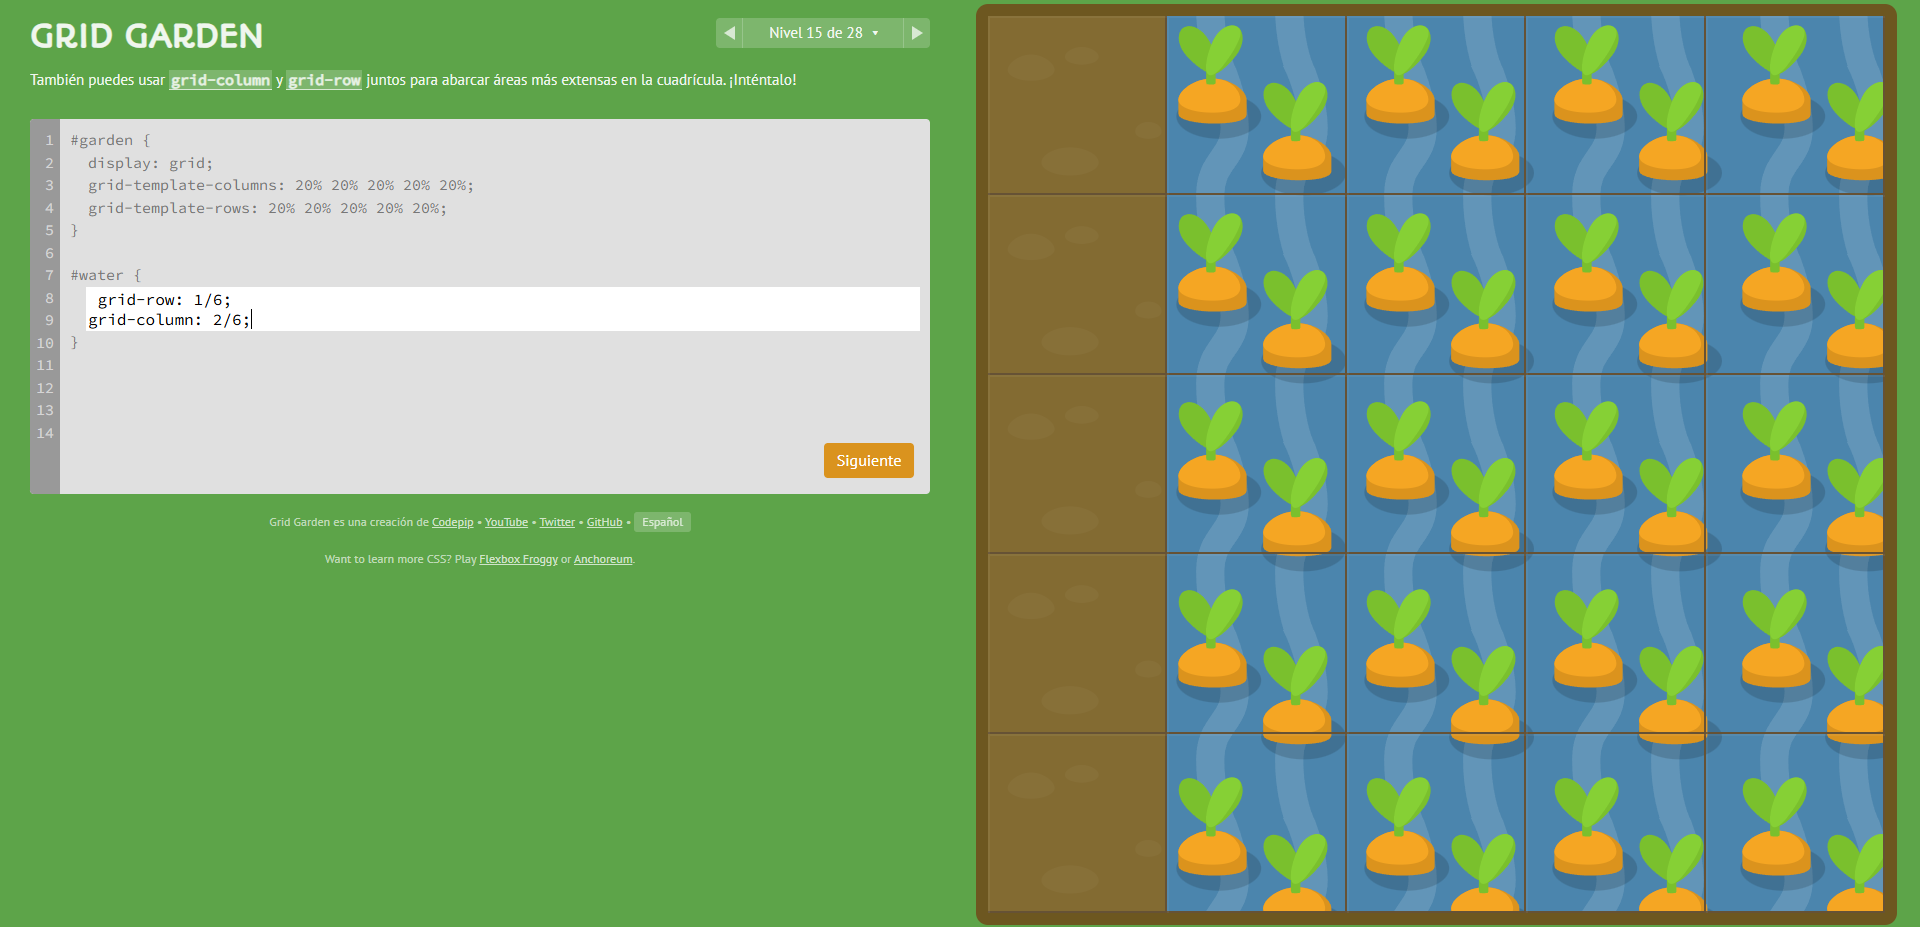 GRID GARDEN
◀ Nivel 15 de 28 ▾ ▶
También puedes usar grid-column y grid-row juntos para abarcar áreas más extensas en la cuadrícula. ¡Inténtalo!
1 #garden {
2 display: grid;
3 grid-template-columns: 20% 20% 20% 20% 20%;
4 grid-template-rows: 20% 20% 20% 20% 20%;
5 }
6
7 #water {
8 grid-row: 1/6;
9 grid-column: 2/6;
10 }
11
12
13
14
Siguiente
Grid Garden es una creación de Codepip • YouTube • Twitter • GitHub • Español
Want to learn more CSS? Play Flexbox Froggy or Anchoreum.